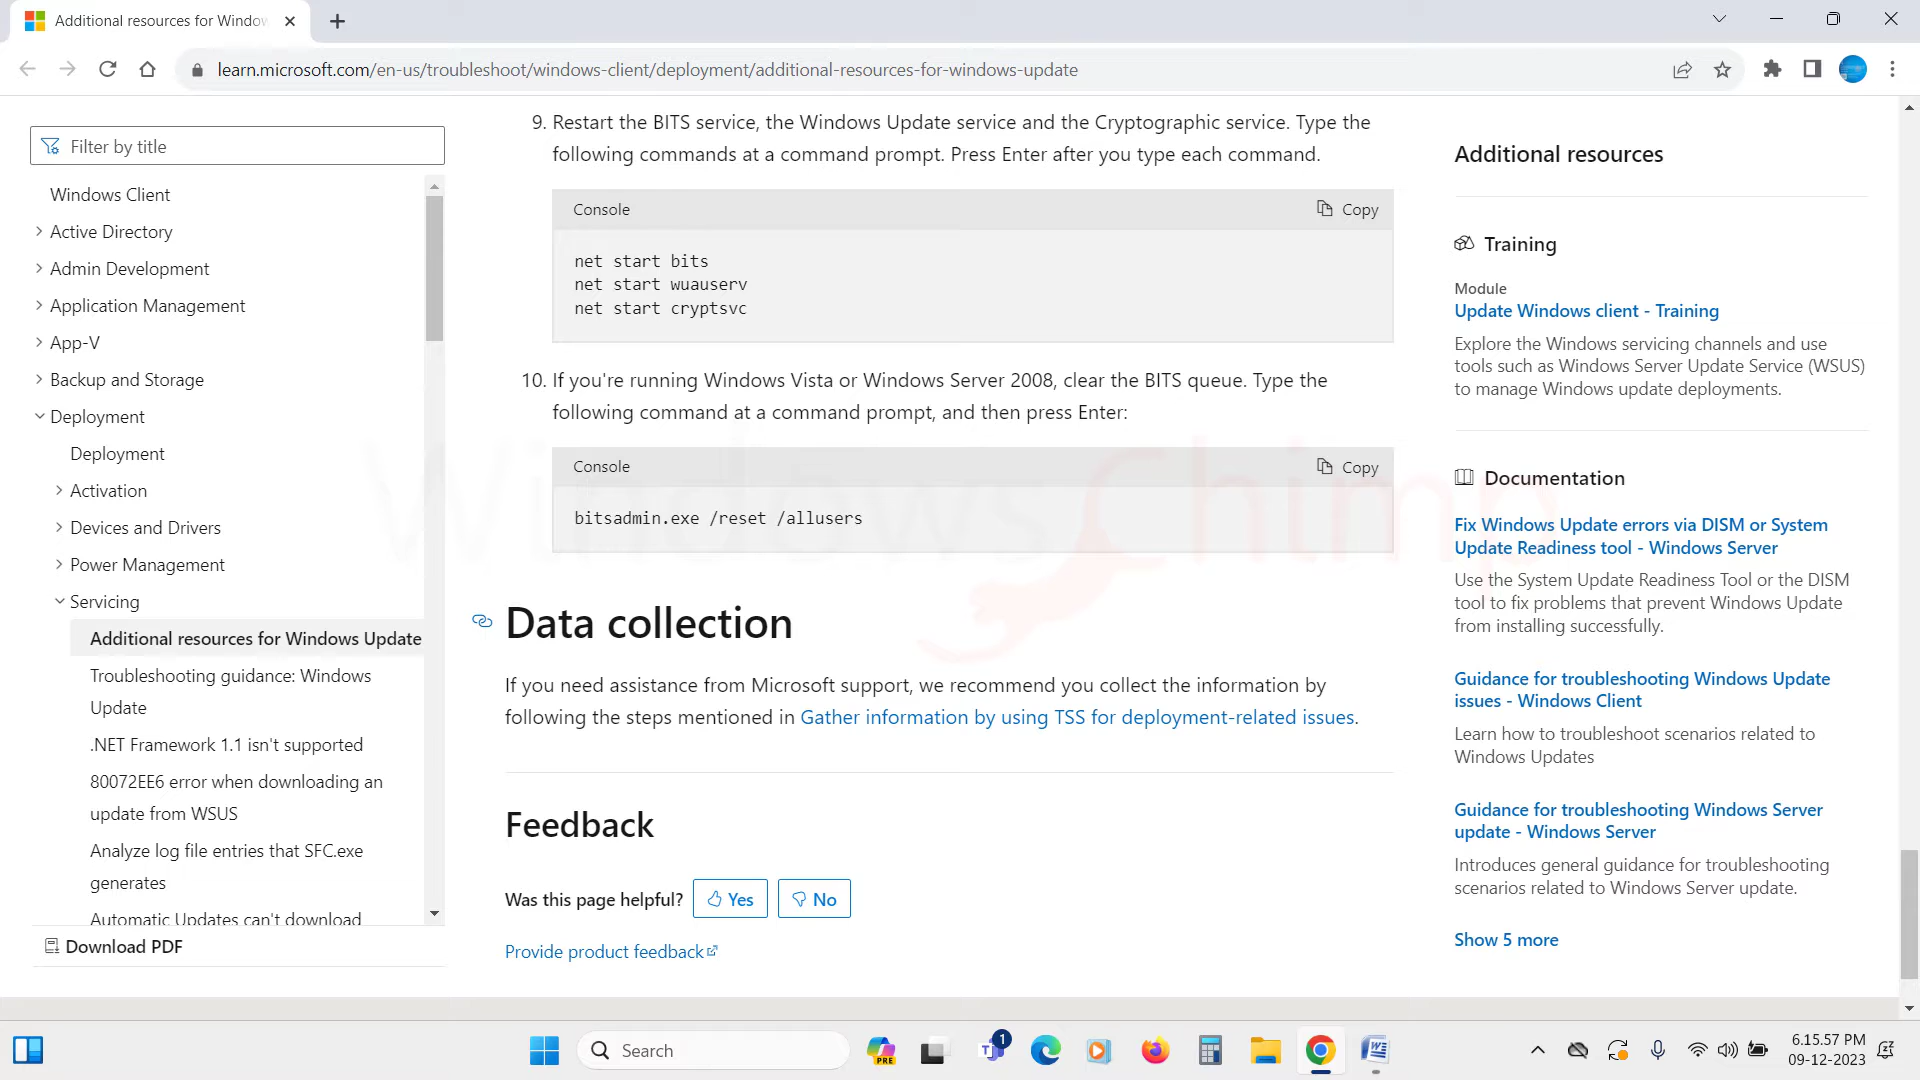 Additional resources for Windo
learn.microsoft.com/en-us/troubleshoot/windows-client/deployment/additional-resources-for-windows-update
Filter by title
Windows Client
Active Directory
Admin Development
Application Management
App-V
Backup and Storage
Deployment
Deployment
Activation
Devices and Drivers
Power Management
Servicing
Additional resources for Windows Update
Troubleshooting guidance: Windows
Update
.NET Framework 1.1 isn't supported
80072EE6 error when downloading an
update from WSUS
Analyze log file entries that SFC.exe
generates
Automatic Updates can't download
Download PDF
9. Restart the BITS service, the Windows Update service and the Cryptographic service. Type the
following commands at a command prompt. Press Enter after you type each command.
Console
Copy
net start bits
net start wuauserv
net start cryptsvc
10. If you're running Windows Vista or Windows Server 2008, clear the BITS queue. Type the
following command at a command prompt, and then press Enter:
Console
Copy
bitsadmin.exe /reset /allusers
WindowsChimp
Data collection
If you need assistance from Microsoft support, we recommend you collect the information by
following the steps mentioned in Gather information by using TSS for deployment-related issues.
Feedback
Was this page helpful?
Yes
No
Provide product feedback
Additional resources
Training
Module
Update Windows client - Training
Explore the Windows servicing channels and use
tools such as Windows Server Update Service (WSUS)
to manage Windows update deployments.
Documentation
Fix Windows Update errors via DISM or System
Update Readiness tool - Windows Server
Use the System Update Readiness Tool or the DISM
tool to fix problems that prevent Windows Update
from installing successfully.
Guidance for troubleshooting Windows Update
issues - Windows Client
Learn how to troubleshoot scenarios related to
Windows Updates
Guidance for troubleshooting Windows Server
update - Windows Server
Introduces general guidance for troubleshooting
scenarios related to Windows Server update.
Show 5 more
Search
PRE
1
6.15.57 PM
09-12-2023